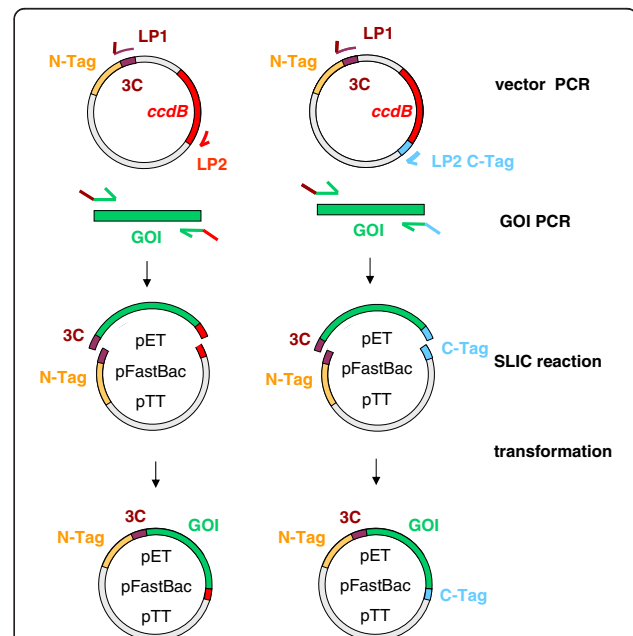 LP1
N-Tag
3C
ccdB
LP2
LP1
N-Tag
3C
ccdB
LP2 C-Tag
vector PCR
GOI
GOI
GOI PCR
3C
N-Tag
pET
pFastBac
pTT
3C
N-Tag
pET
pFastBac
pTT
C-Tag
SLIC reaction
transformation
3C
GOI
N-Tag
pET
pFastBac
pTT
3C
GOI
N-Tag
pET
pFastBac
pTT
C-Tag